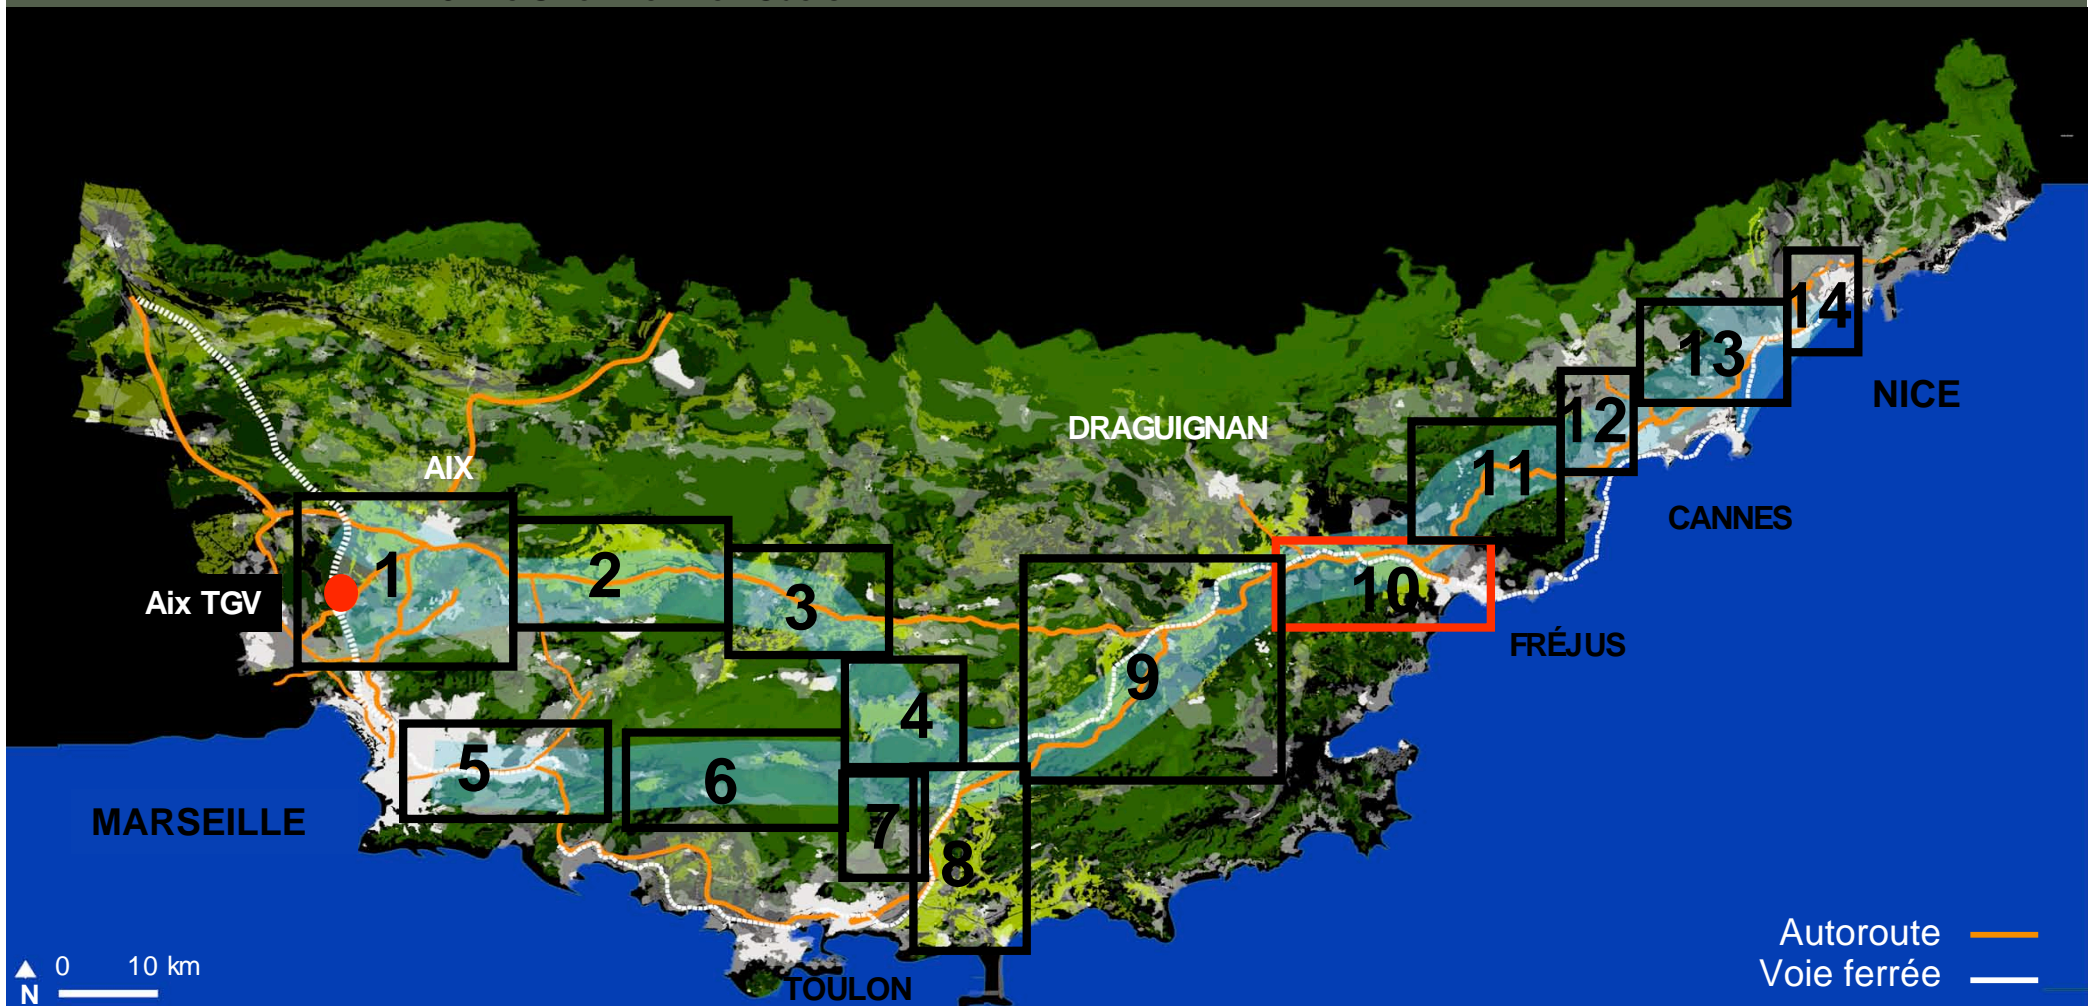 14
13
NICE
12
DRAGUIGNAN
11
AIX
CANNES
1
2
3
10
Aix TGV
FRÉJUS
9
4
5
6
MARSEILLE
7
8
Autoroute
0 10 km
Voie ferrée
N
TOULON